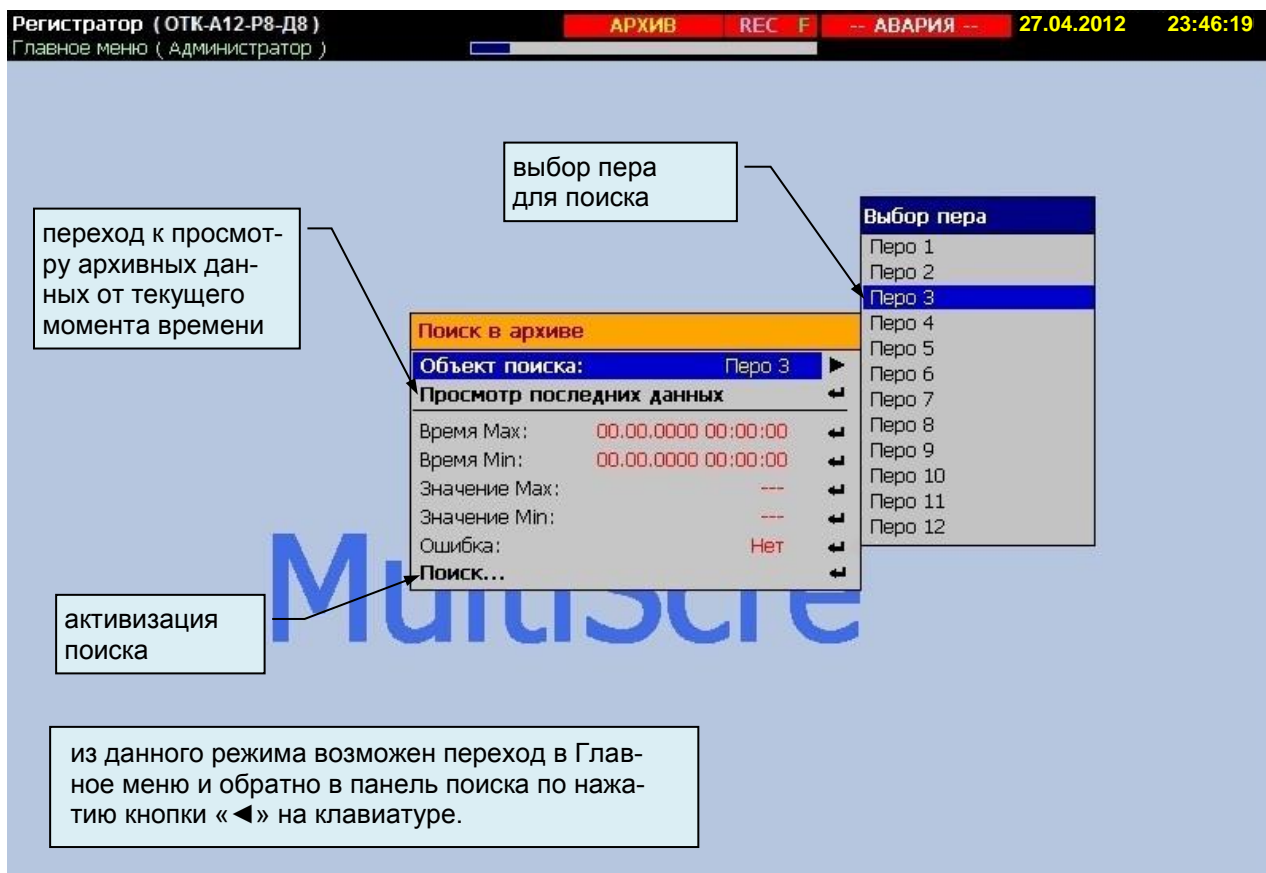 Регистратор (ОТК-А12-Р8-Д8) АРХИВ REC F -- АВАРИЯ -- 27.04.2012 23:46:19
Главное меню ( Администратор )
выбор пера
для поиска
переход к просмот-
ру архивных дан-
ных от текущего
момента времени
Выбор пера
Перо 1
Перо 2
Перо 3
Перо 4
Перо 5
Перо 6
Перо 7
Перо 8
Перо 9
Перо 10
Перо 11
Перо 12
Поиск в архиве
Объект поиска: Перо 3
Просмотр последних данных
Время Max: 00.00.0000 00:00:00
Время Min: 00.00.0000 00:00:00
Значение Max: ---
Значение Min: ---
Ошибка: Нет
Поиск...
MultiScre
активизация
поиска
из данного режима возможен переход в Глав-
ное меню и обратно в панель поиска по нажа-
тию кнопки «◄» на клавиатуре.